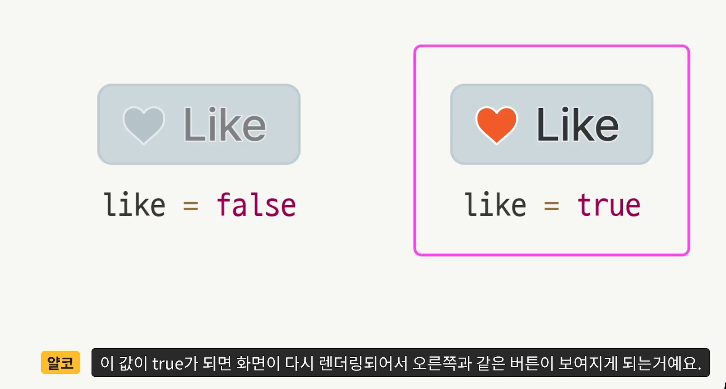 Like
Like
like = false
like = true
얄코 이 값이 true가 되면 화면이 다시 렌더링되어서 오른쪽과 같은 버튼이 보여지게 되는거예요.